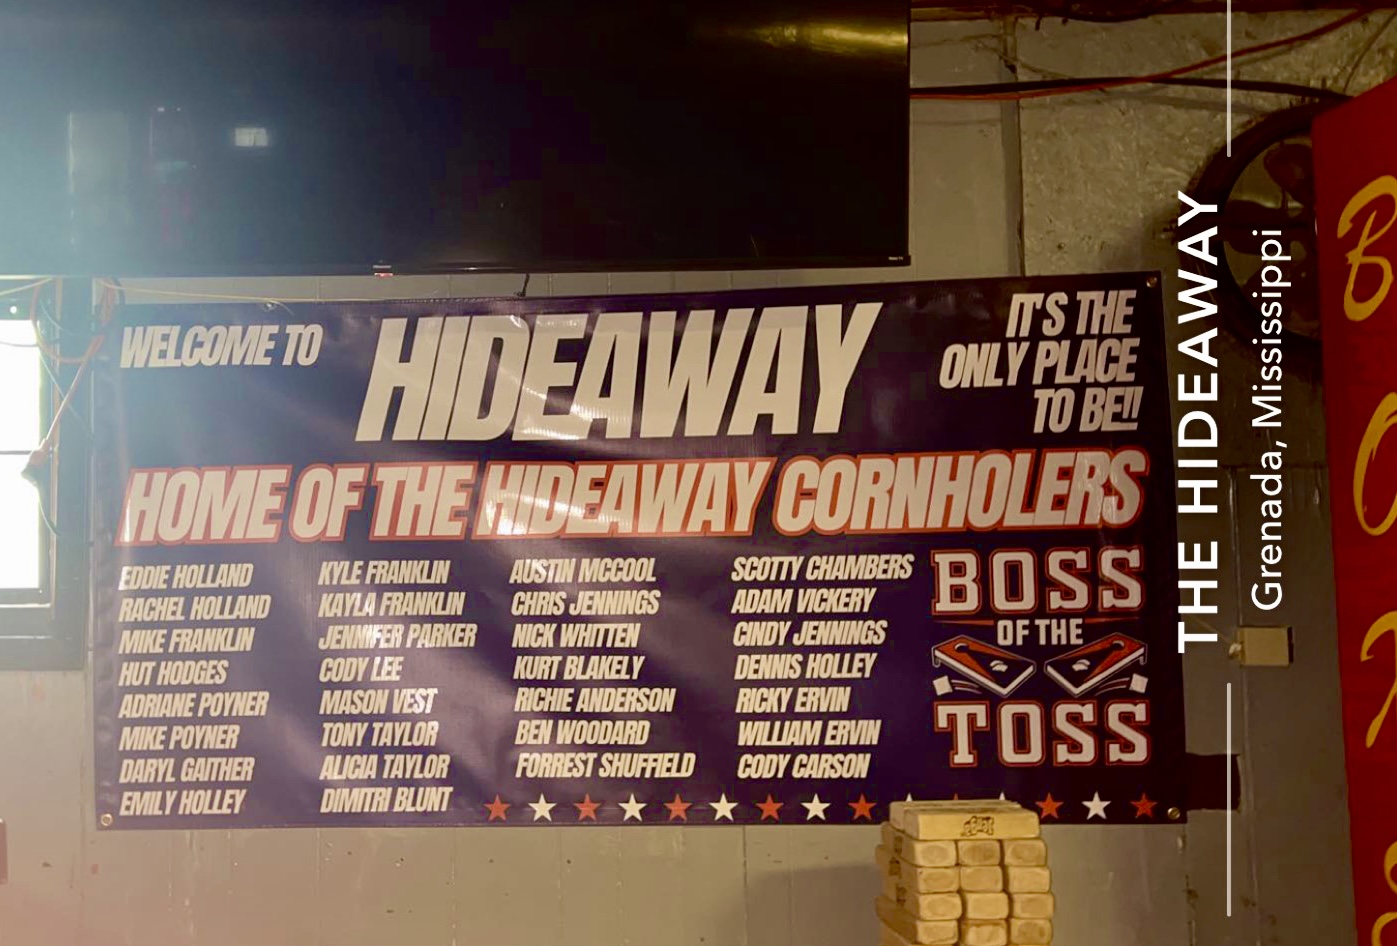 WELCOME TO
HIDEAWAY
IT'S THE
ONLY PLACE
TO BE!!
HOME OF THE HIDEAWAY CORNHOLERS
EDDIE HOLLAND
RACHEL HOLLAND
MIKE FRANKLIN
HUT HODGES
ADRIANE POYNER
MIKE POYNER
DARYL GAITHER
EMILY HOLLEY
KYLE FRANKLIN
KAYLA FRANKLIN
JENNIFER PARKER
CODY LEE
MASON VEST
TONY TAYLOR
ALICIA TAYLOR
DIMITRI BLUNT
AUSTIN MCCOOL
CHRIS JENNINGS
NICK WHITTEN
KURT BLAKELY
RICHIE ANDERSON
BEN WOODARD
FORREST SHUFFIELD
SCOTTY CHAMBERS
ADAM VICKERY
CINDY JENNINGS
DENNIS HOLLEY
RICKY ERVIN
WILLIAM ERVIN
CODY CARSON
BOSS
OF THE
TOSS
THE HIDEAWAY
Grenada, Mississippi